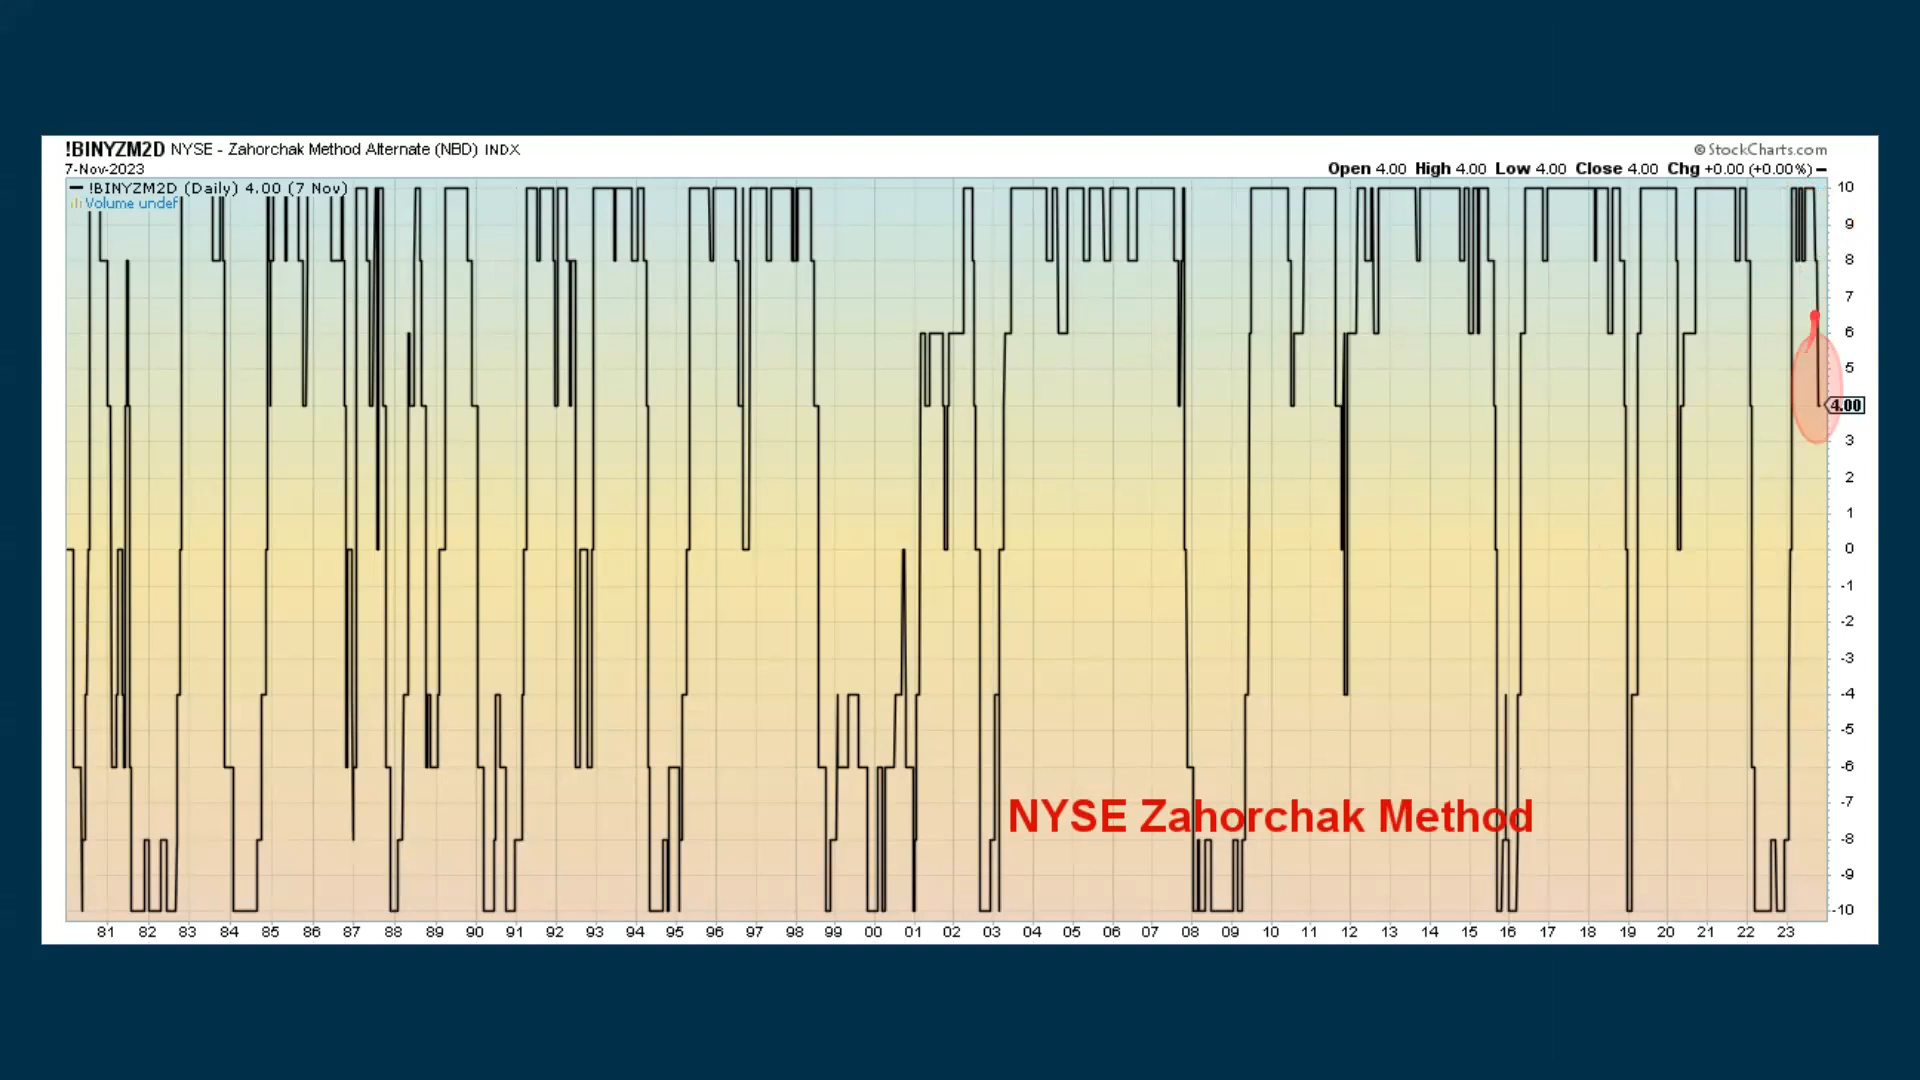 !BINYZM2D NYSE - Zahorchak Method Alternate (NBD) INDX
© StockCharts.com
7-Nov-2023
Open 4.00 High 4.00 Low 4.00 Close 4.00 Chg +0.00 (+0.00%)
!BINYZM2D (Daily) 4.00 (7 Nov)
Volume undef
10
9
8
7
6
5
4.00
3
2
1
0
-1
-2
-3
-4
-5
-6
-7
NYSE Zahorchak Method
-8
-9
-10
81 82 83 84 85 86 87 88 89 90 91 92 93 94 95 96 97 98 99 00 01 02 03 04 05 06 07 08 09 10 11 12 13 14 15 16 17 18 19 20 21 22 23